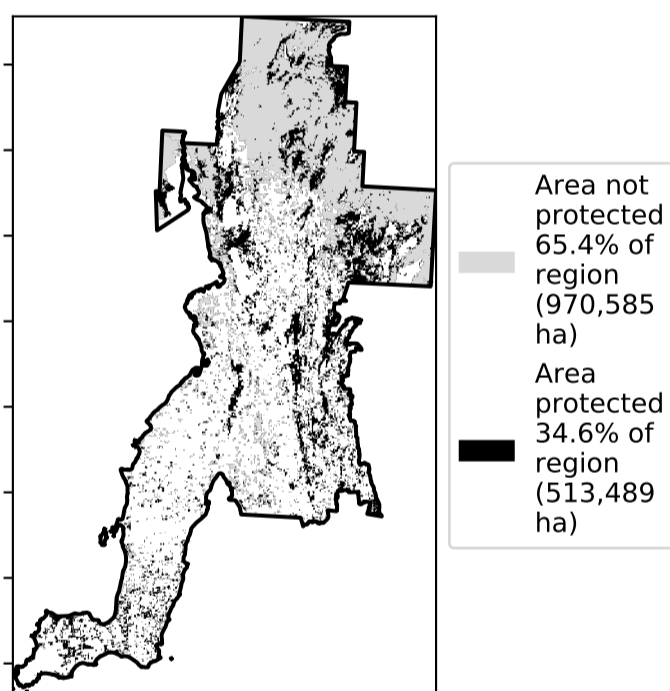 Area not
protected
65.4% of
region
(970,585
ha)
Area
protected
34.6% of
region
(513,489
ha)